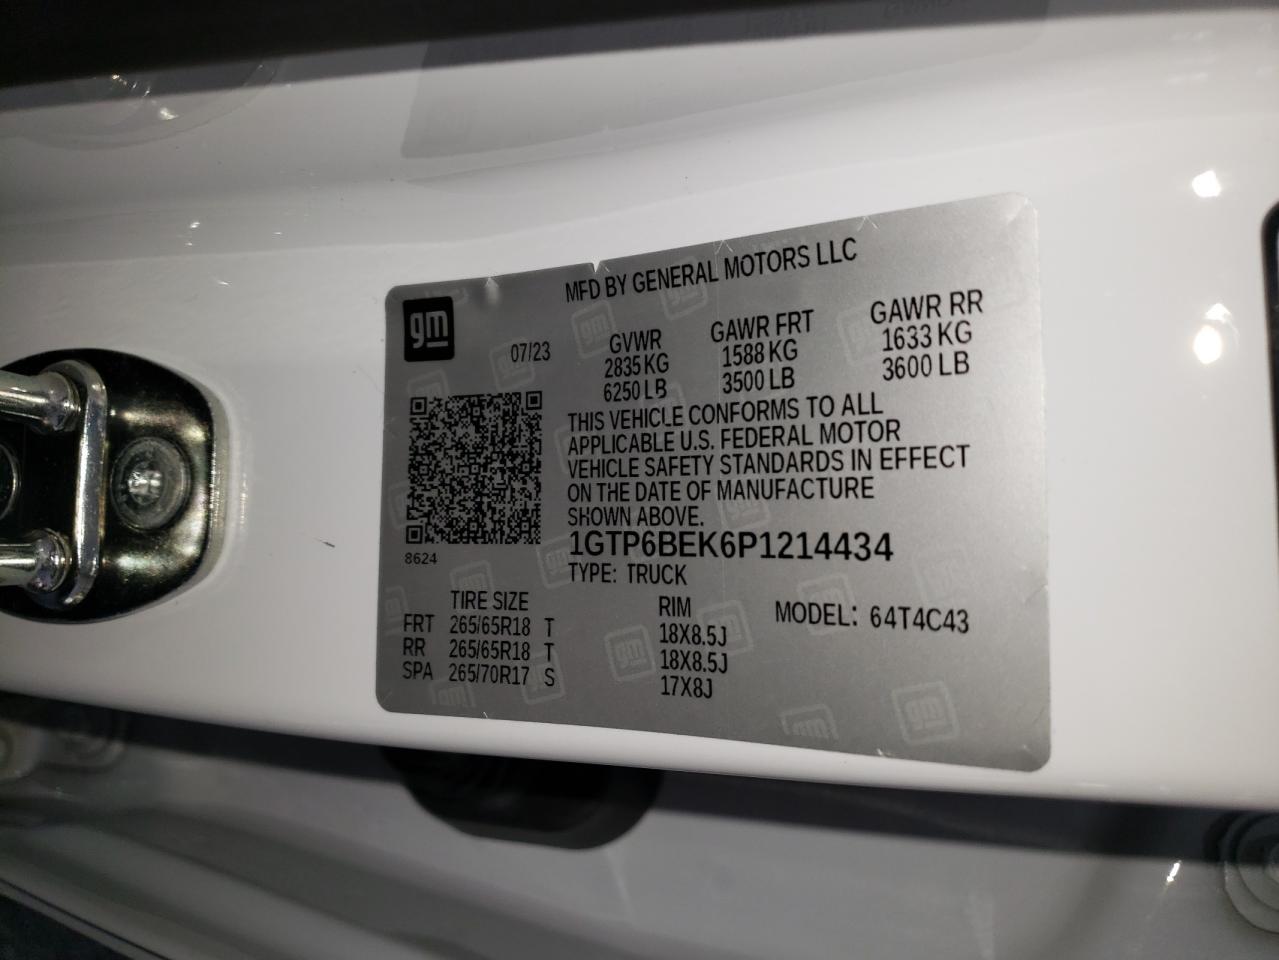 MFD BY GENERAL MOTORS LLC
gm
07/23
GVWR GAWR FRT GAWR RR
2835 KG 1588 KG 1633 KG
6250 LB 3500 LB 3600 LB
THIS VEHICLE CONFORMS TO ALL
APPLICABLE U.S. FEDERAL MOTOR
VEHICLE SAFETY STANDARDS IN EFFECT
ON THE DATE OF MANUFACTURE
SHOWN ABOVE.
8624
1GTP6BEK6P1214434
TYPE: TRUCK
MODEL: 64T4C43
TIRE SIZE RIM
FRT 265/65R18 T 18X8.5J
RR 265/65R18 T 18X8.5J
SPA 265/70R17 S 17X8J